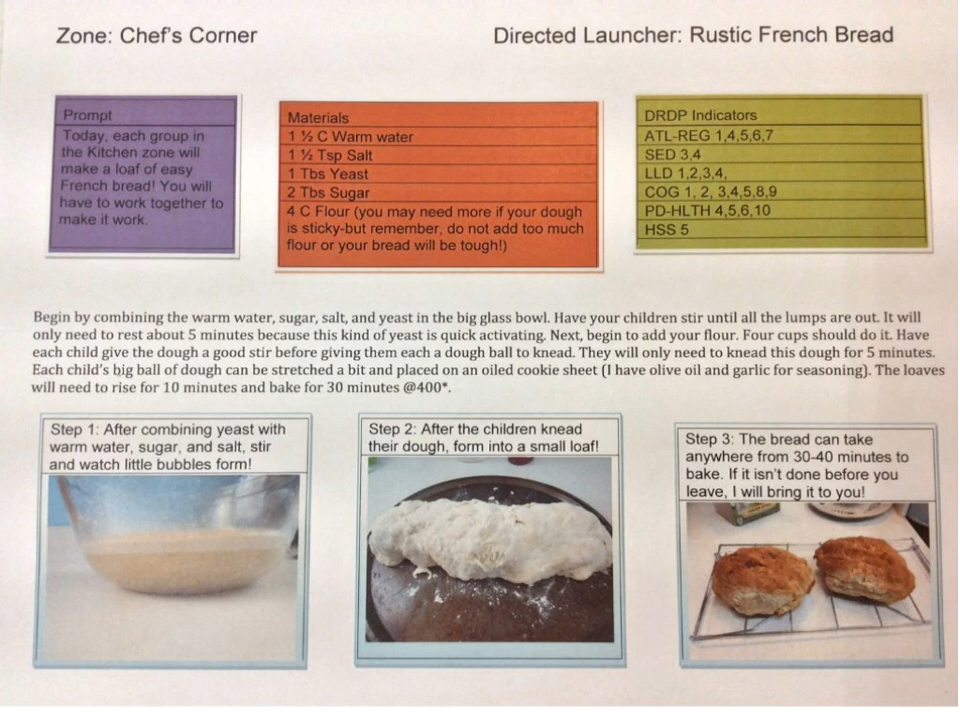 Zone: Chef's Corner
Directed Launcher: Rustic French Bread
Prompt
Today, each group in
the Kitchen zone will
make a loaf of easy
French bread! You will
have to work together to
make it work.
Materials
1 ½ C Warm water
1 ½ Tsp Salt
1 Tbs Yeast
2 Tbs Sugar
4 C Flour (you may need more if your dough
is sticky-but remember, do not add too much
flour or your bread will be tough!)
DRDP Indicators
ATL-REG 1,4,5,6,7
SED 3,4
LLD 1,2,3,4,
COG 1, 2, 3,4,5,8,9
PD-HLTH 4,5,6,10
HSS 5
Begin by combining the warm water, sugar, salt, and yeast in the big glass bowl. Have your children stir until all the lumps are out. It will
only need to rest about 5 minutes because this kind of yeast is quick activating. Next, begin to add your flour. Four cups should do it. Have
each child give the dough a good stir before giving them each a dough ball to knead. They will only need to knead this dough for 5 minutes.
Each child's big ball of dough can be stretched a bit and placed on an oiled cookie sheet (I have olive oil and garlic for seasoning). The loaves
will need to rise for 10 minutes and bake for 30 minutes @400*.
Step 1: After combining yeast with
warm water, sugar, and salt, stir
and watch little bubbles form!
Step 2: After the children knead
their dough, form into a small loaf!
Step 3: The bread can take
anywhere from 30-40 minutes to
bake. If it isn't done before you
leave, I will bring it to you!